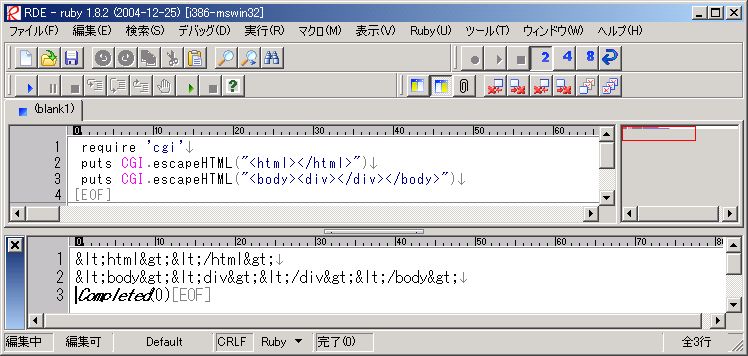 RDE - ruby 1.8.2 (2004-12-25) [i386-mswin32]
ファイル(F) 編集(E) 検索(S) デバッグ(D) 実行(R) マクロ(M) 表示(V) Ruby(U) ツール(T) ウィンドウ(W) ヘルプ(H)
2 4 8
?
(blank1)
0 10 20 30 40 50 60
1 require 'cgi'↓
2 puts CGI.escapeHTML("<html></html>")↓
3 puts CGI.escapeHTML("<body><div></div></body>")↓
4 [EOF]
0 10 20 30 40 50 60 70 80
1 &lt;html&gt;&lt;/html&gt;↓
2 &lt;body&gt;&lt;div&gt;&lt;/div&gt;&lt;/body&gt;↓
3 Completed(0)[EOF]
編集中 編集可 Default CRLF Ruby 完了(0) 全3行